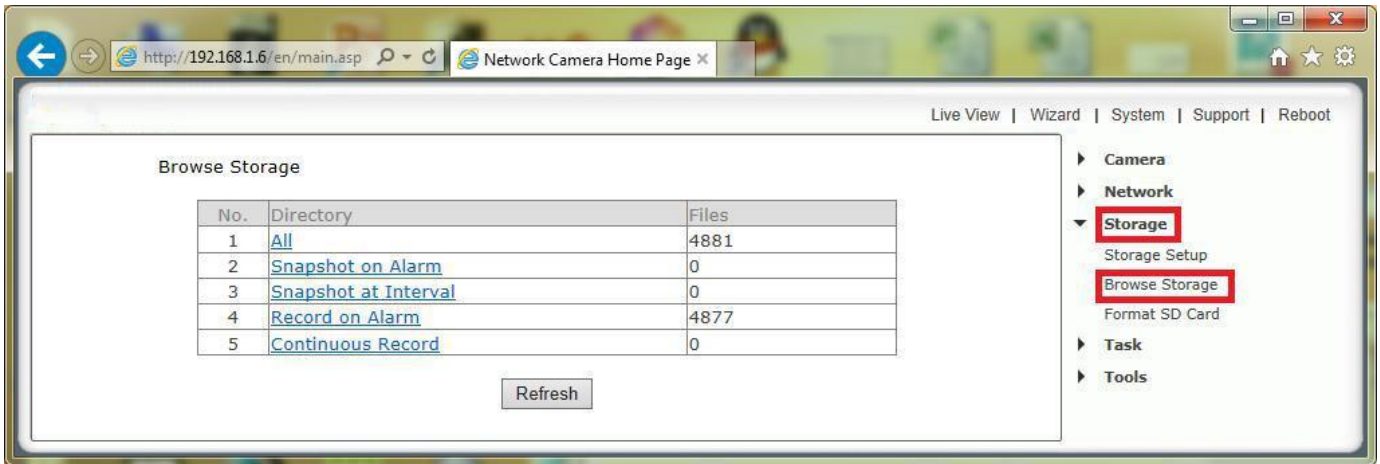 http://192.168.1.6/en/main.asp
Network Camera Home Page
Live View | Wizard | System | Support | Reboot
Browse Storage
No. Directory Files
1 All 4881
2 Snapshot on Alarm 0
3 Snapshot at Interval 0
4 Record on Alarm 4877
5 Continuous Record 0
Refresh
Camera
Network
Storage
Storage Setup
Browse Storage
Format SD Card
Task
Tools